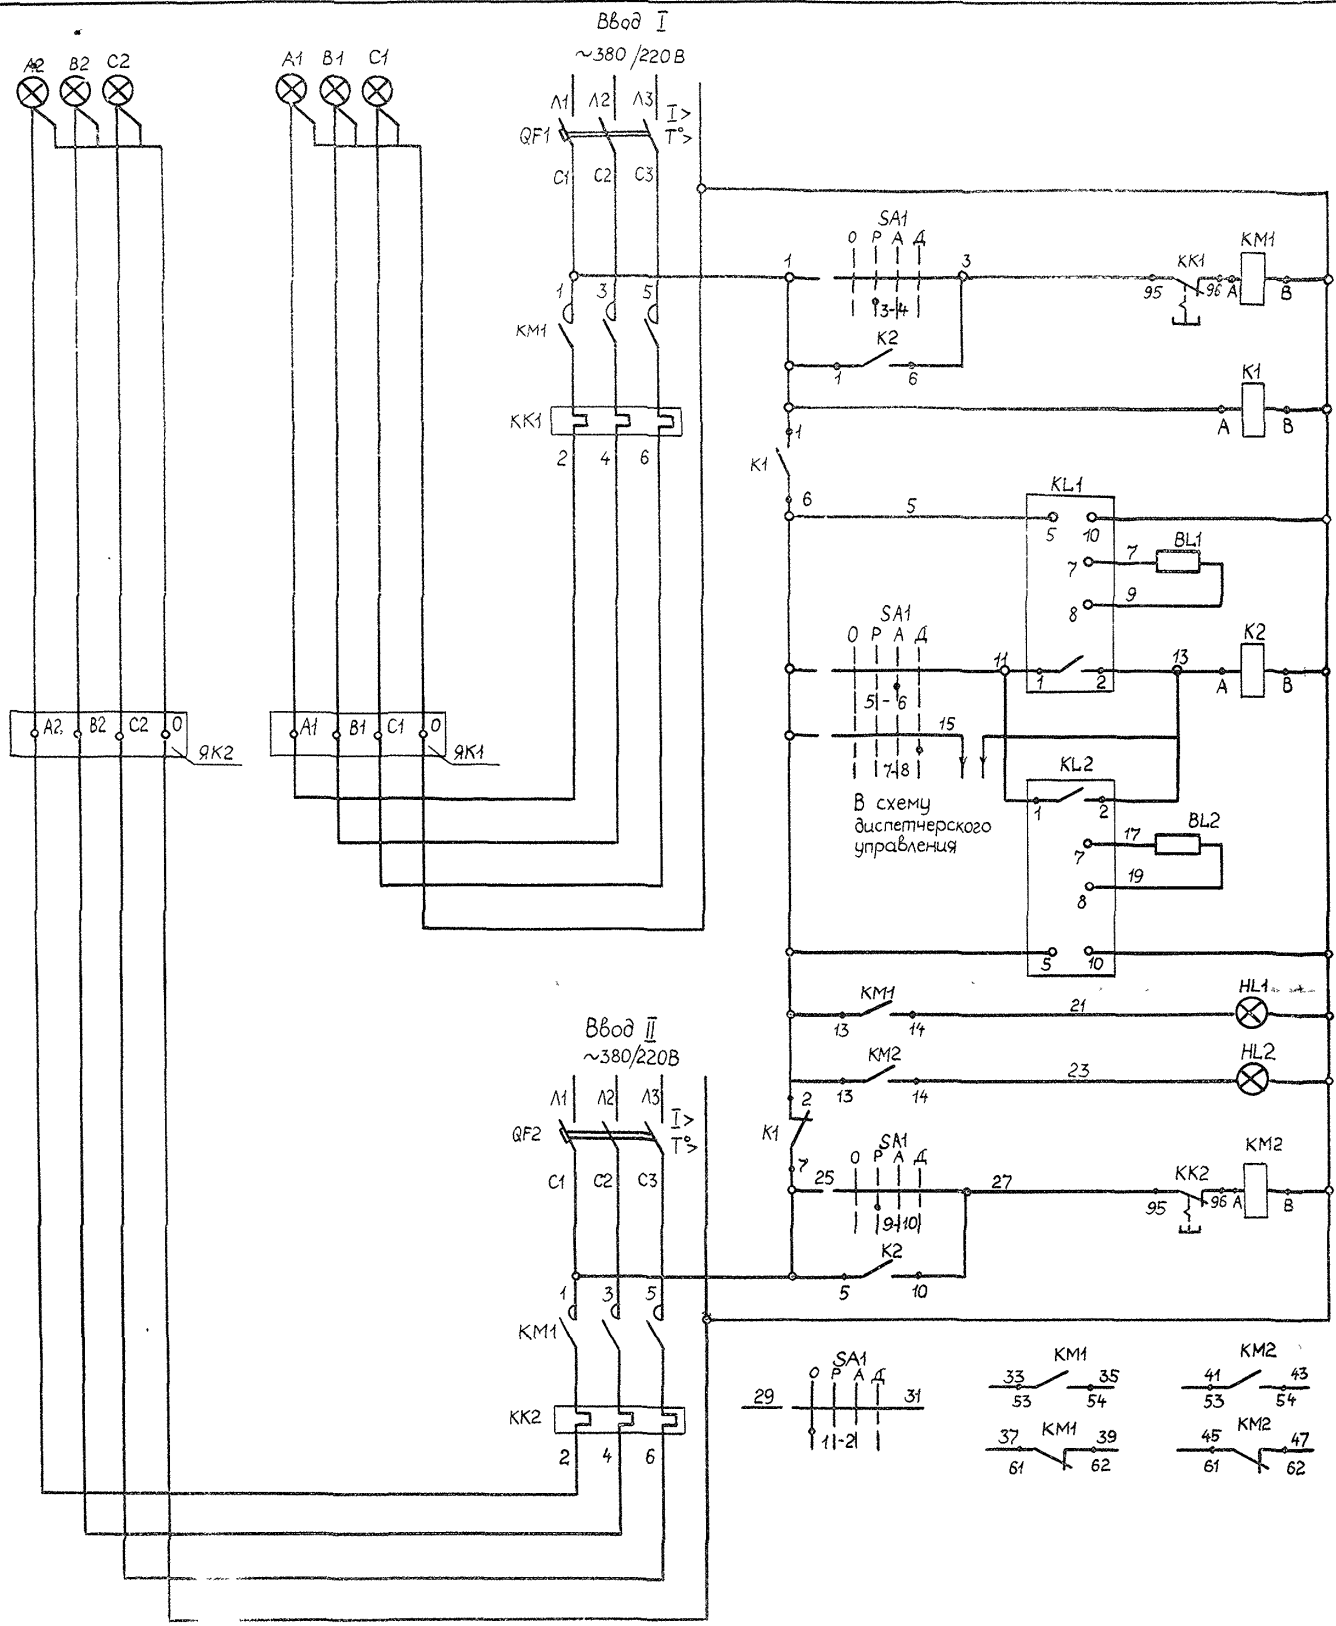 Ввод I
~380/220В
A2 B2 C2
A1 B1 C1
Л1 Л2 Л3 I>
QF1 T°>
C1 C2 C3
SA1
О Р А Д
1 3 KK1 KM1
95 96 A B
3-4
1 3 5
KM1
K2
1 6
K1
A B
KK1
2 4 6
1
K1
6
5 KL1
5 10
7 7 BL1
8 9
SA1
О Р А Д
11 13 K2
1 2 A B
5-6
15
7-8
A2 B2 C2 0 ЯК2
A1 B1 C1 0 ЯК1
KL2
1 2
В схему
диспетчерского
управления
7 17 BL2
8 19
5 10
KM1 21 HL1
13 14
Ввод II
~380/220В
KM2 23 HL2
13 14
Л1 Л2 Л3 I>
QF2 T°>
C1 C2 C3
2
K1
7
SA1
О Р А Д
25 27 KK2 KM2
95 96 A B
9-10
K2
5 10
1 3 5
KM1
KK2
2 4 6
SA1
О Р А Д
29 31
1-2
KM1
33 35
53 54
KM2
41 43
53 54
KM1
37 39
61 62
KM2
45 47
61 62